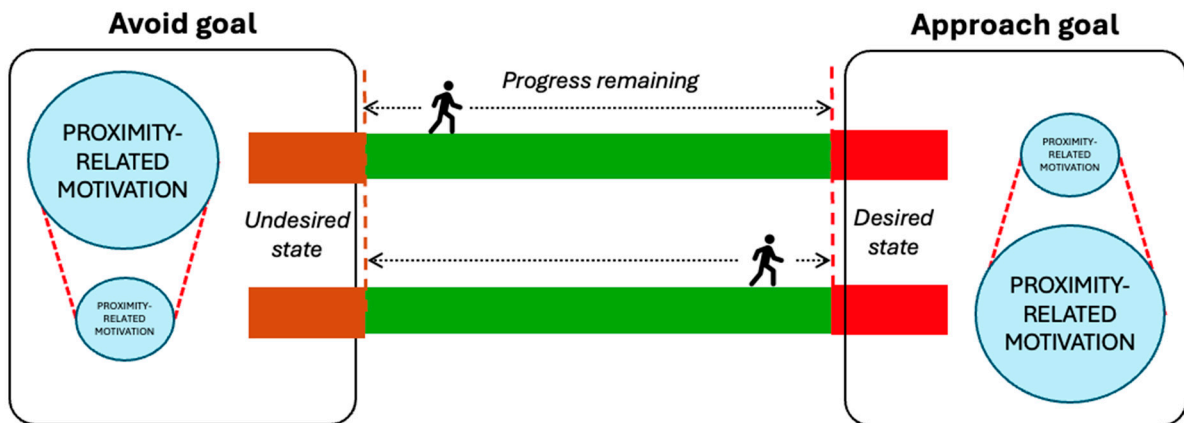 Avoid goal
Approach goal
Progress remaining
PROXIMITY-
RELATED
MOTIVATION
PROXIMITY-
RELATED
MOTIVATION
Undesired
state
Desired
state
PROXIMITY-
RELATED
MOTIVATION
PROXIMITY-
RELATED
MOTIVATION